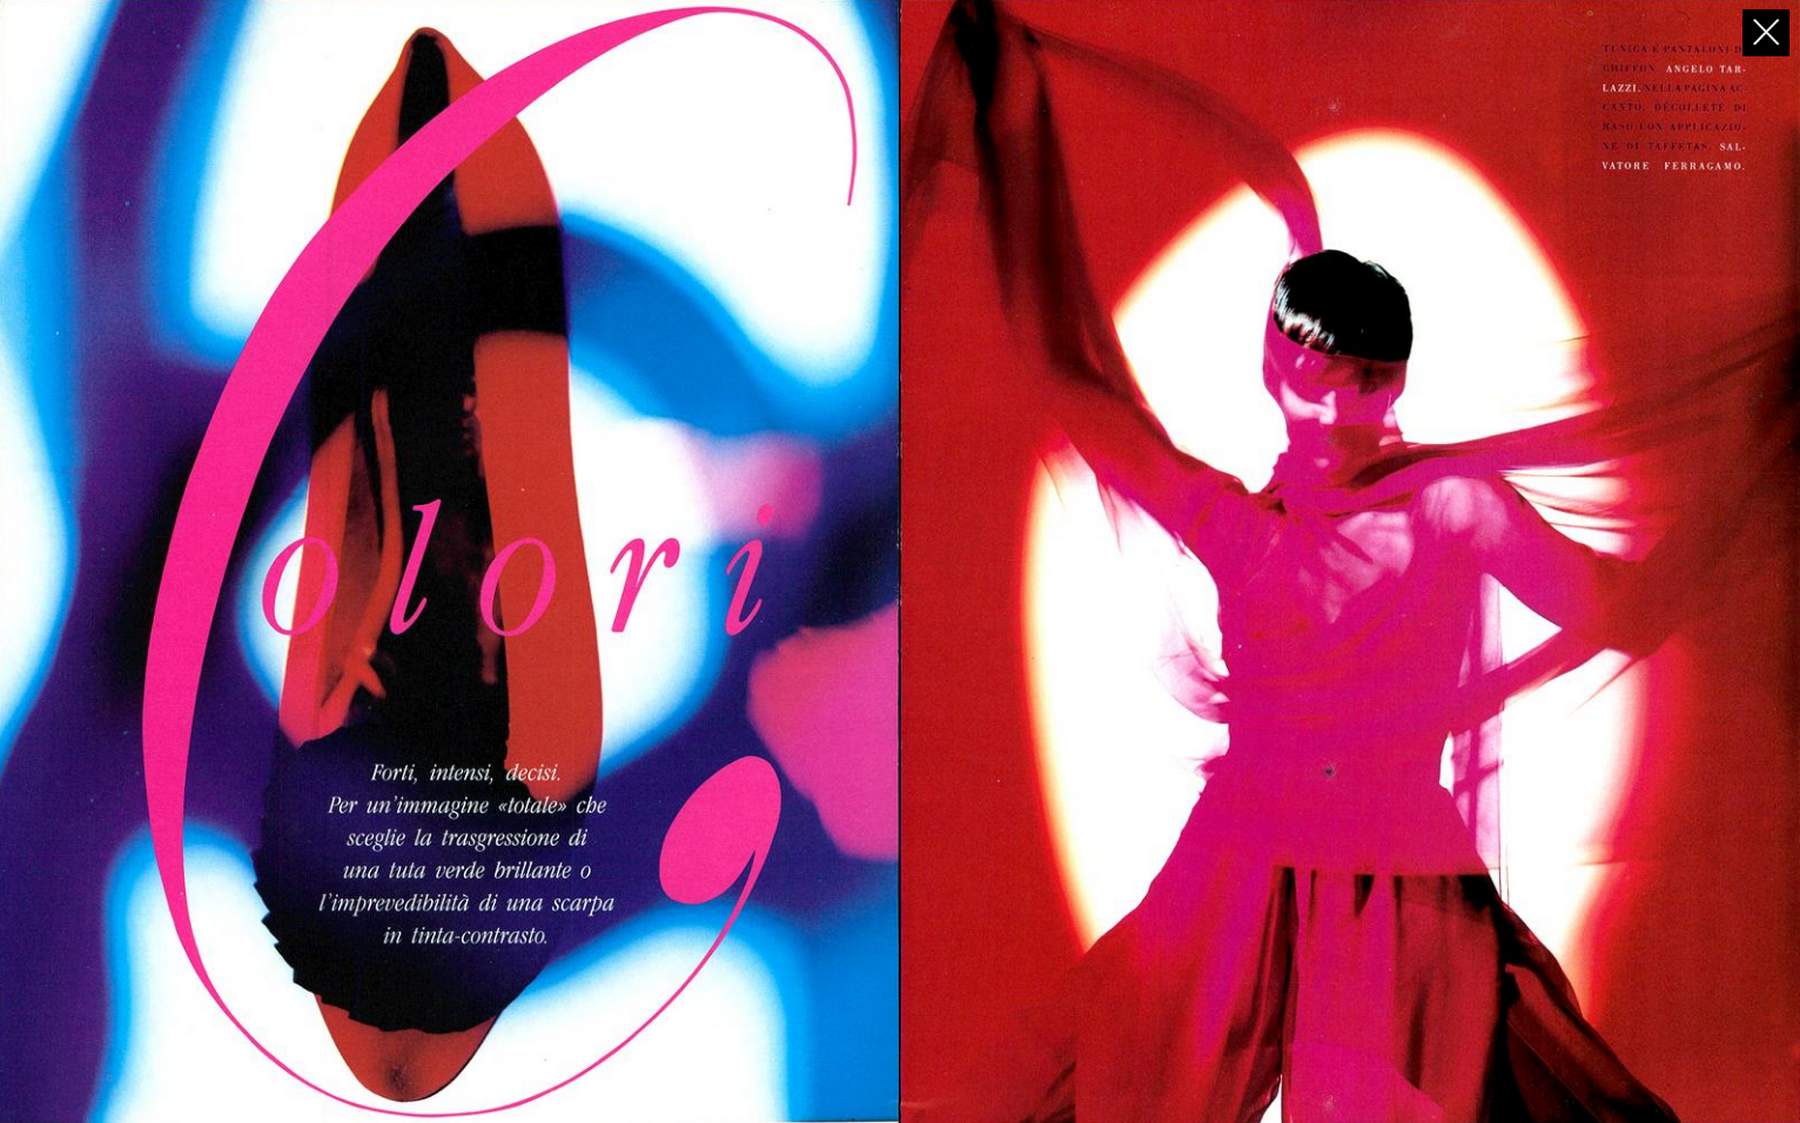 Colori
Forti, intensi, decisi.
Per un'immagine «totale» che
sceglie la trasgressione di
una tuta verde brillante o
l'imprevedibilità di una scarpa
in tinta-contrasto.
TUNICA E PANTALONI DI
CHIFFON, ANGELO TAR-
LAZZI. NELLA PAGINA AC-
CANTO, DÉCOLLETÉ DI
RASO CON APPLICAZIO-
NE DI TAFFETAS, SAL-
VATORE FERRAGAMO.